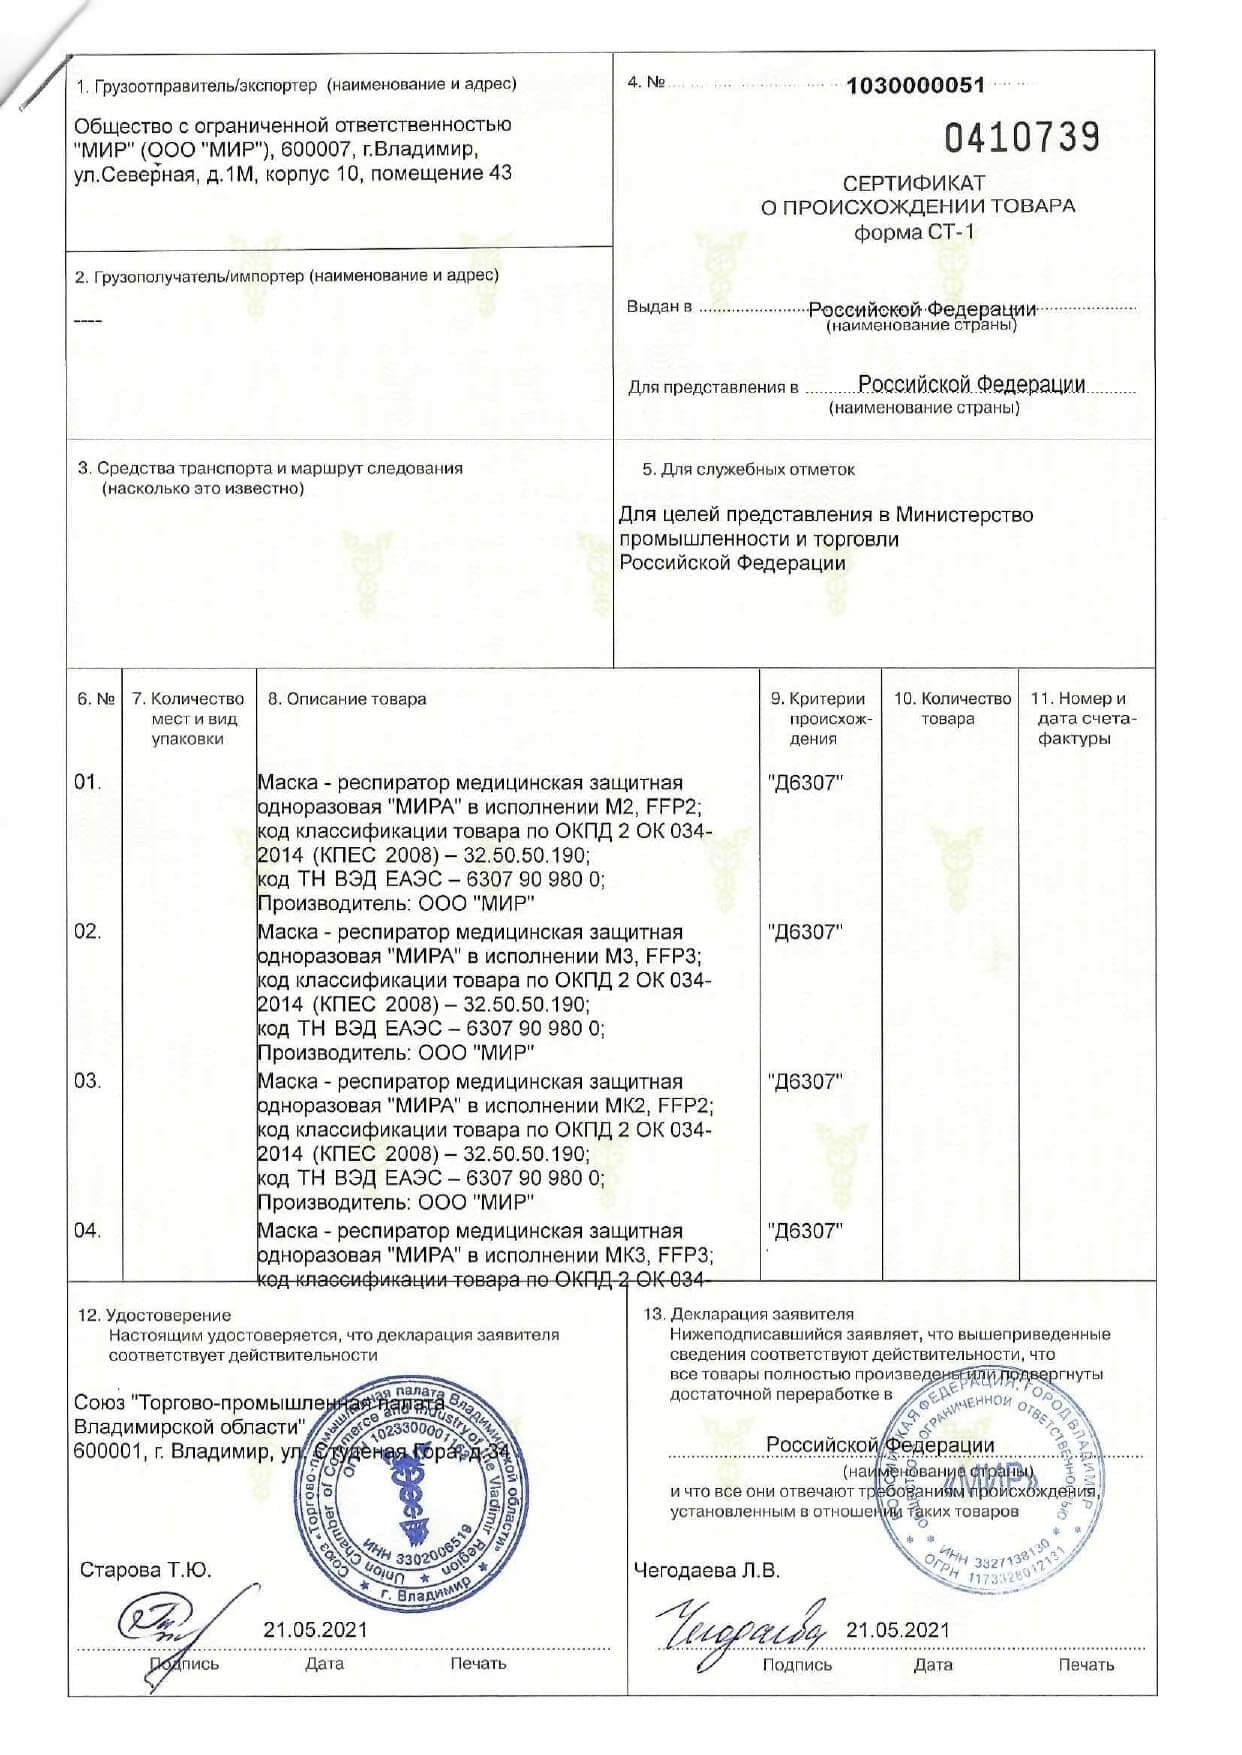 1. Грузоотправитель/экспортер (наименование и адрес)
Общество с ограниченной ответственностью
"МИР" (ООО "МИР"), 600007, г.Владимир,
ул.Северная, д.1М, корпус 10, помещение 43
2. Грузополучатель/импортер (наименование и адрес)
----
3. Средства транспорта и маршрут следования
(насколько это известно)
4. № 1030000051
0410739
СЕРТИФИКАТ
О ПРОИСХОЖДЕНИИ ТОВАРА
форма СТ-1
Выдан в Российской Федерации
(наименование страны)
Для представления в Российской Федерации
(наименование страны)
5. Для служебных отметок
Для целей представления в Министерство
промышленности и торговли
Российской Федерации
6. №
7. Количество
мест и вид
упаковки
8. Описание товара
9. Критерии
происхож-
дения
10. Количество
товара
11. Номер и
дата счета-
фактуры
01.
Маска - респиратор медицинская защитная
одноразовая "МИРА" в исполнении М2, FFP2;
код классификации товара по ОКПД 2 ОК 034-
2014 (КПЕС 2008) – 32.50.50.190;
код ТН ВЭД ЕАЭС – 6307 90 980 0;
Производитель: ООО "МИР"
"Д6307"
02.
Маска - респиратор медицинская защитная
одноразовая "МИРА" в исполнении М3, FFP3;
код классификации товара по ОКПД 2 ОК 034-
2014 (КПЕС 2008) – 32.50.50.190;
код ТН ВЭД ЕАЭС – 6307 90 980 0;
Производитель: ООО "МИР"
"Д6307"
03.
Маска - респиратор медицинская защитная
одноразовая "МИРА" в исполнении МК2, FFP2;
код классификации товара по ОКПД 2 ОК 034-
2014 (КПЕС 2008) – 32.50.50.190;
код ТН ВЭД ЕАЭС – 6307 90 980 0;
Производитель: ООО "МИР"
"Д6307"
04.
Маска - респиратор медицинская защитная
одноразовая "МИРА" в исполнении МК3, FFP3;
код классификации товара по ОКПД 2 ОК 034-
"Д6307"
12. Удостоверение
Настоящим удостоверяется, что декларация заявителя
соответствует действительности
Союз "Торгово-промышленная палата
Владимирской области"
600001, г. Владимир, ул. Студеная Гора, д.34
Союз «Торгово-промышленная палата Владимирской области»
Union Chamber of Commerce and Industry of the Vladimir Region
ИНН 3302006519
г. Владимир
Старова Т.Ю.
21.05.2021
Подпись Дата Печать
13. Декларация заявителя
Нижеподписавшийся заявляет, что вышеприведенные
сведения соответствуют действительности, что
все товары полностью произведены или подвергнуты
достаточной переработке в
Российской Федерации
(наименование страны)
и что все они отвечают требованиям происхождения,
установленным в отношении таких товаров
РОССИЙСКАЯ ФЕДЕРАЦИЯ, ГОРОД ВЛАДИМИР
ОБЩЕСТВО С ОГРАНИЧЕННОЙ ОТВЕТСТВЕННОСТЬЮ
«МИР»
ИНН 3327138130
ОГРН 1173328012131
Чегодаева Л.В.
Чегодаева 21.05.2021
Подпись Дата Печать